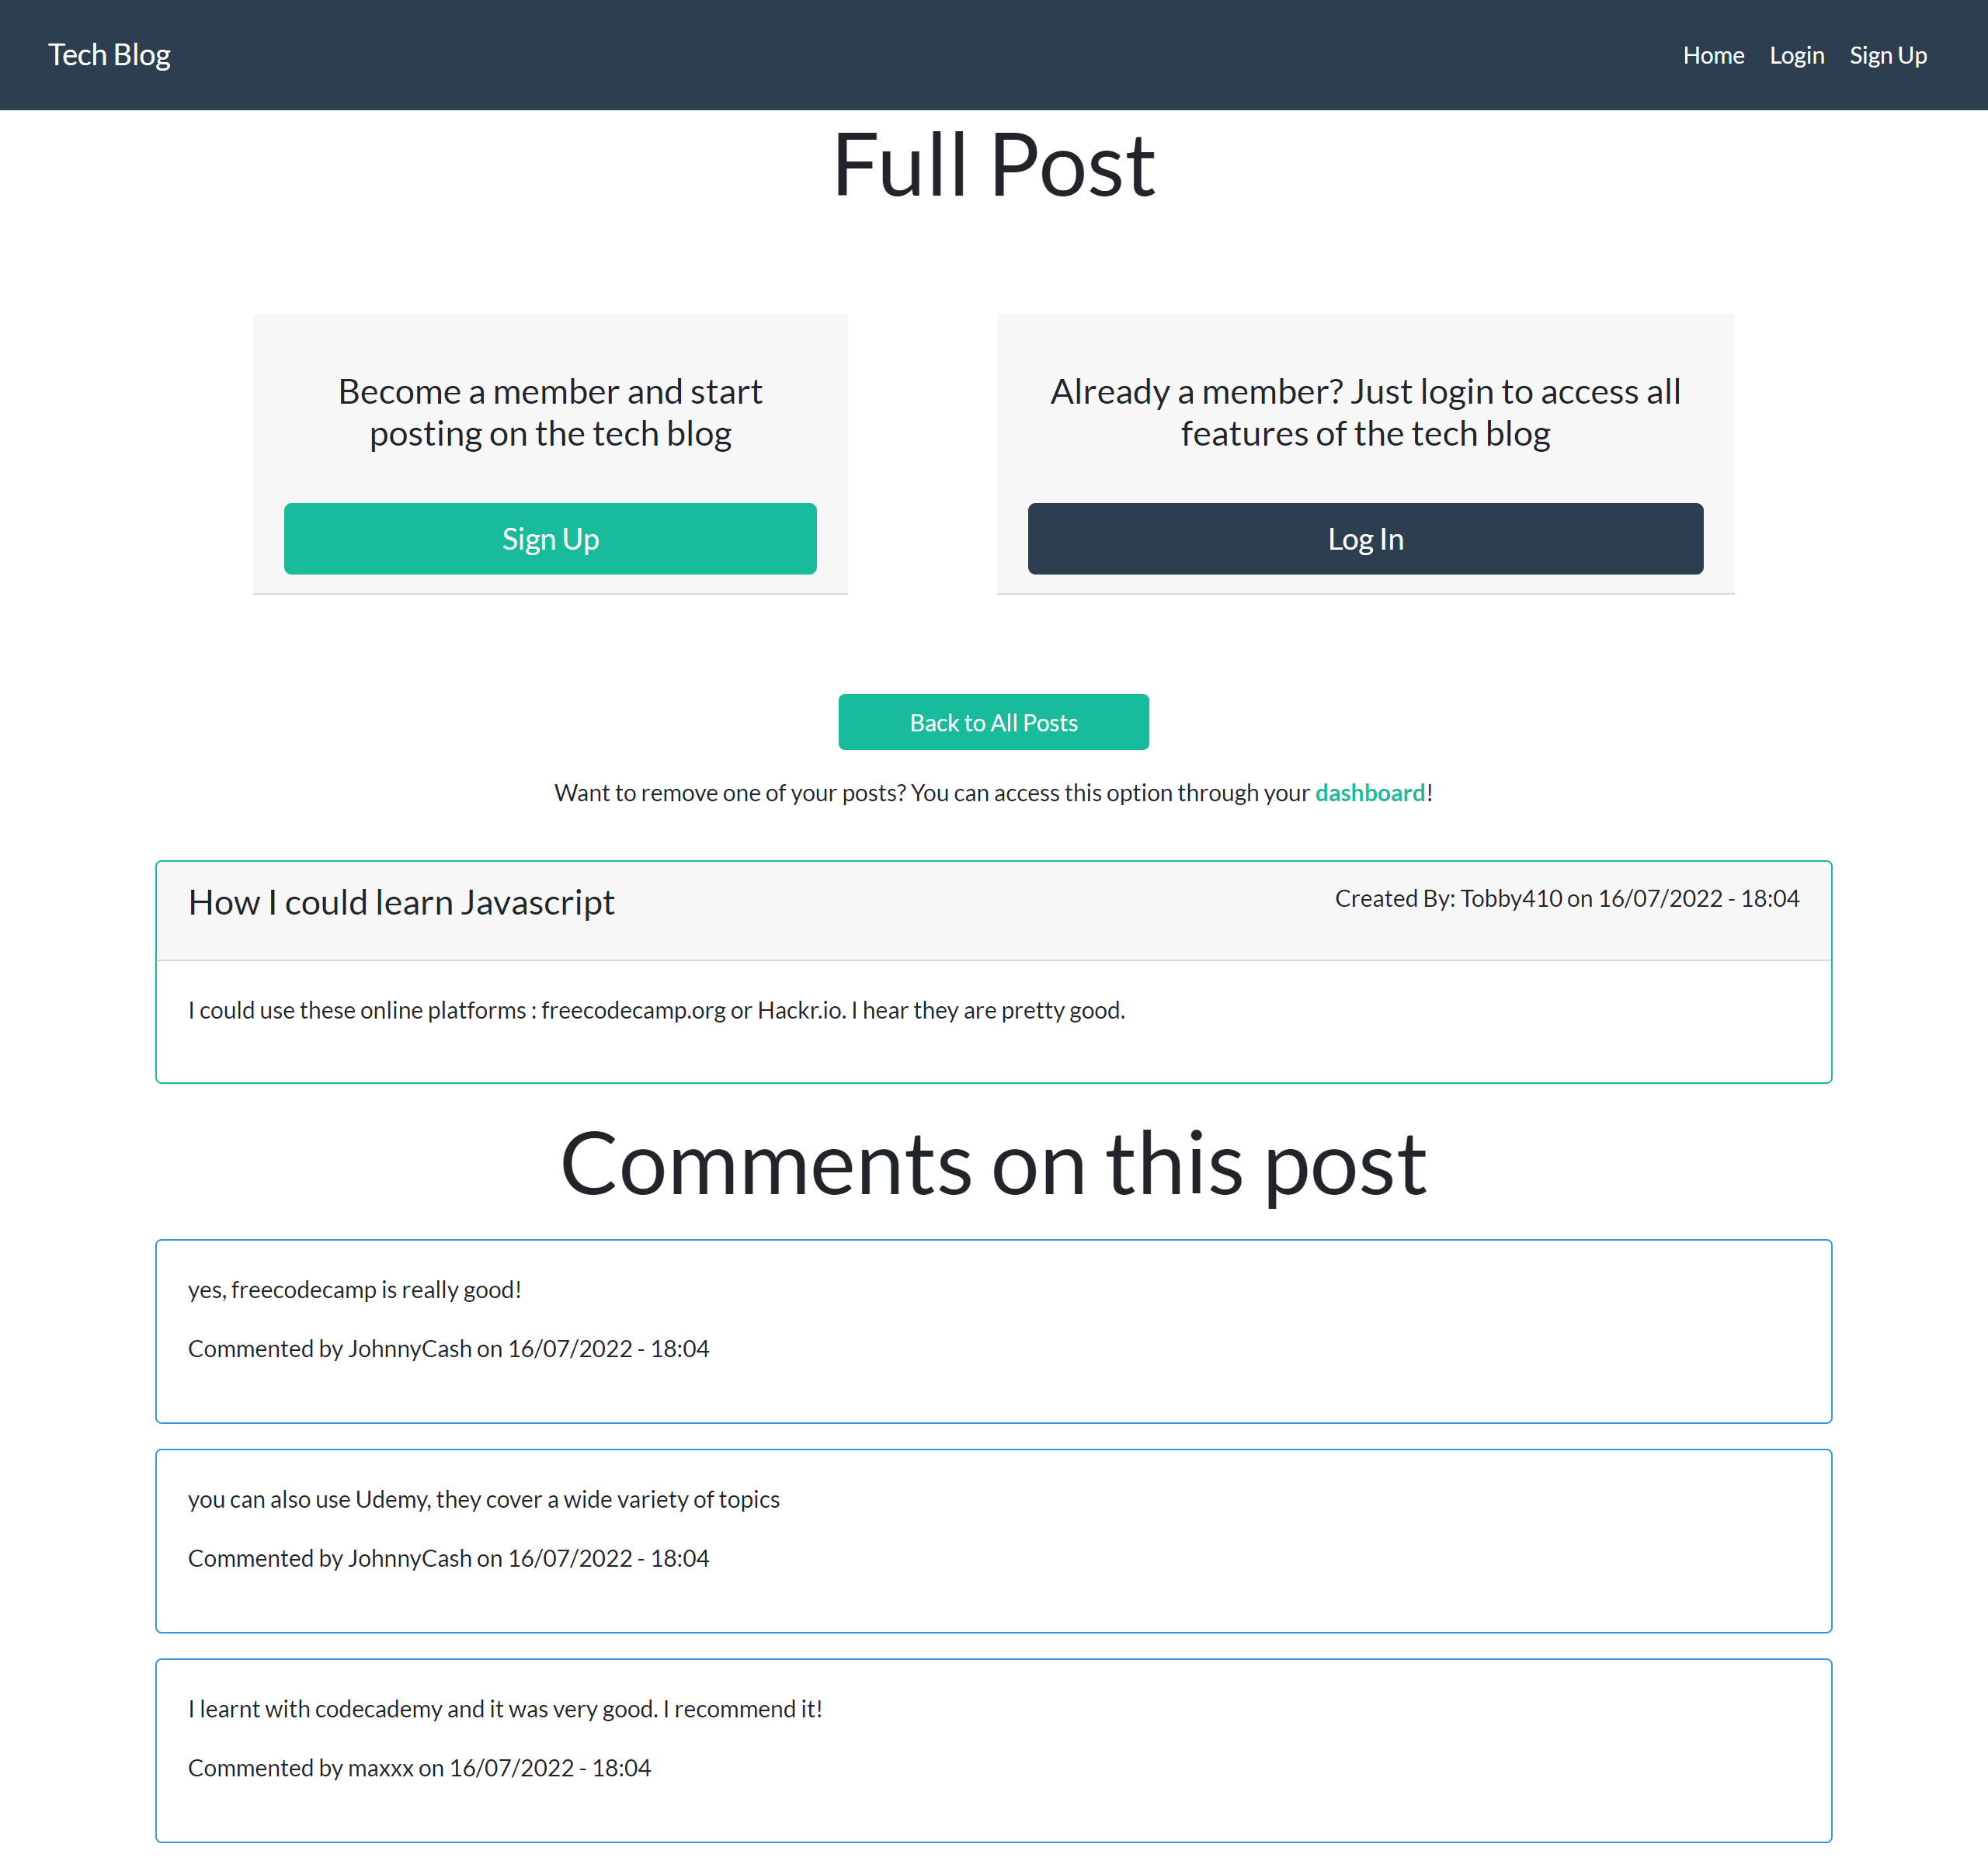 Tech Blog
Home Login Sign Up
Full Post
Become a member and start
posting on the tech blog
Sign Up
Already a member? Just login to access all
features of the tech blog
Log In
Back to All Posts
Want to remove one of your posts? You can access this option through your dashboard!
How I could learn Javascript
Created By: Tobby410 on 16/07/2022 - 18:04
I could use these online platforms : freecodecamp.org or Hackr.io. I hear they are pretty good.
Comments on this post
yes, freecodecamp is really good!
Commented by JohnnyCash on 16/07/2022 - 18:04
you can also use Udemy, they cover a wide variety of topics
Commented by JohnnyCash on 16/07/2022 - 18:04
I learnt with codecademy and it was very good. I recommend it!
Commented by maxxx on 16/07/2022 - 18:04